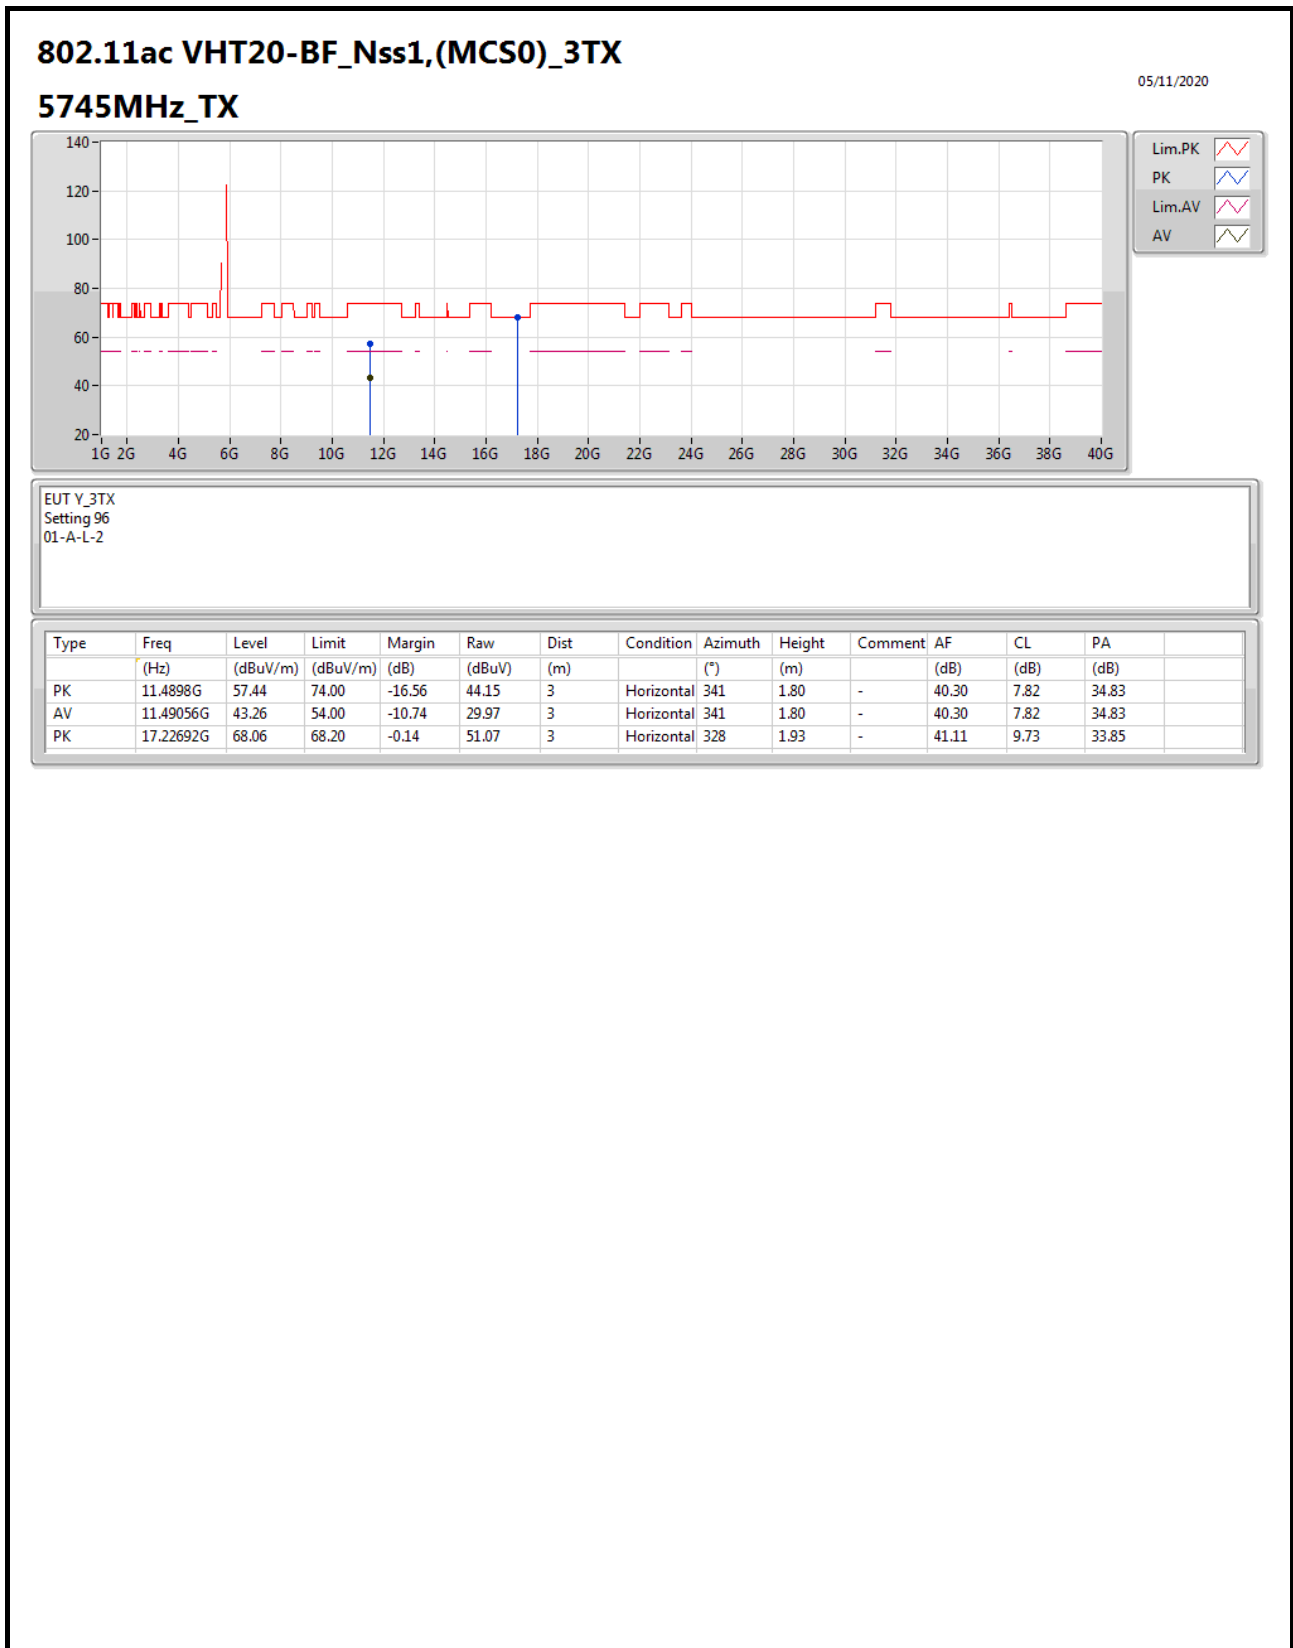 802.11ac VHT20-BF_Nss1,(MCS0)_3TX
05/11/2020
5745MHz_TX
140
120
100
80
60
40
20
1G 2G 4G 6G 8G 10G 12G 14G 16G 18G 20G 22G 24G 26G 28G 30G 32G 34G 36G 38G 40G
Lim.PK
PK
Lim.AV
AV
EUT Y_3TX
Setting 96
01-A-L-2
Type Freq Level Limit Margin Raw Dist Condition Azimuth Height Comment AF CL PA
(Hz) (dBuV/m) (dBuV/m) (dB) (dBuV) (m) (°) (m) (dB) (dB) (dB)
PK 11.4898G 57.44 74.00 -16.56 44.15 3 Horizontal 341 1.80 - 40.30 7.82 34.83
AV 11.49056G 43.26 54.00 -10.74 29.97 3 Horizontal 341 1.80 - 40.30 7.82 34.83
PK 17.22692G 68.06 68.20 -0.14 51.07 3 Horizontal 328 1.93 - 41.11 9.73 33.85